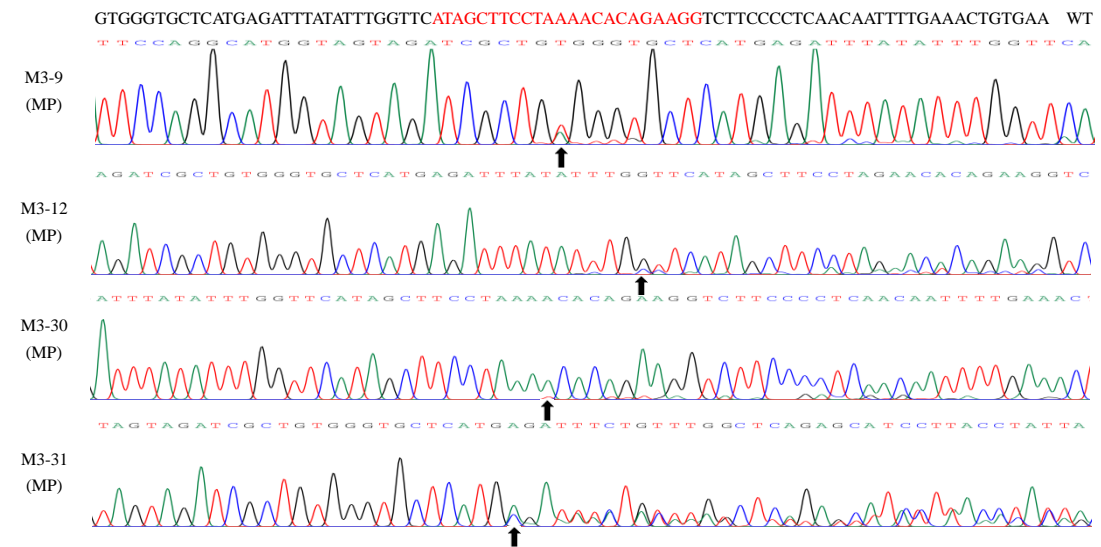 GTGGGTGCTCATGAGATTTATATTTGGTTCATAGCTTCCTAAAACACAGAAGGTCTTCCCCTCAACAATTTTGAAACTGTGAA WT
TTCCAGGCATGGTAGTAGATCGCTGTGGGTGCTCATGAGATTTATATTTGGTTCA
M3-9
(MP)
AGATCGCTGTGGGTGCTCATGAGATTTATATTTGGTTCATAGCTTCCTAGAACACAGAAGGTC
M3-12
(MP)
ATTTATATTTGGTTCATAGCTTCCTAAAACACAGAAGGTCTTCCCCTCAACAATTTTGAAAC
M3-30
(MP)
TAGTAGATCGCTGTGGGTGCTCATGAGATTTCTGTTTGGCTCAGAGCATCCTTACCTATTA
M3-31
(MP)